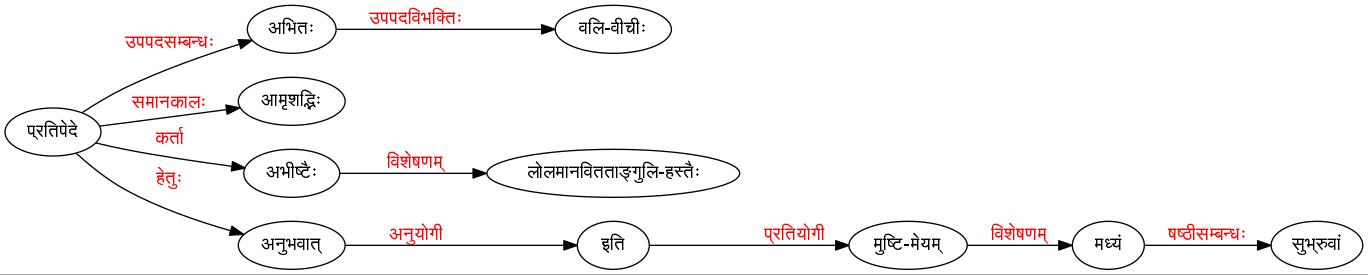 उपपदसम्बन्धः
अभितः
उपपदविभक्तिः
वलि-वीचीः
समानकालः
आमृशद्भिः
प्रतिपेदे
कर्ता
अभीष्टैः
विशेषणम्
लोलमानवितताङ्गुलि-हस्तैः
हेतुः
अनुभवात्
अनुयोगी
इति
प्रतियोगी
मुष्टि-मेयम्
विशेषणम्
मध्यं
षष्ठीसम्बन्धः
सुभ्रुवां